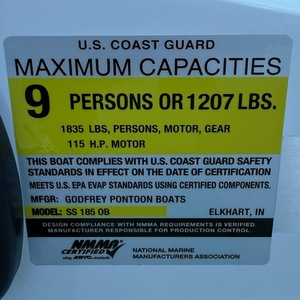 U.S. COAST GUARD
MAXIMUM CAPACITIES
9 PERSONS OR 1207 LBS.
1835 LBS, PERSONS, MOTOR, GEAR
115 H.P. MOTOR
THIS BOAT COMPLIES WITH U.S. COAST GUARD SAFETY
STANDARDS IN EFFECT ON THE DATE OF CERTIFICATION
MEETS U.S. EPA EVAP STANDARDS USING CERTIFIED COMPONENTS.
MFGR: GODFREY PONTOON BOATS
MODEL: SS 185 OB ELKHART, IN
DESIGN COMPLIANCE WITH NMMA REQUIREMENTS IS VERIFIED.
MANUFACTURER RESPONSIBLE FOR PRODUCTION CONTROL.
NMMA
CERTIFIED
using ABYC. standards
NATIONAL MARINE
MANUFACTURERS ASSOCIATION